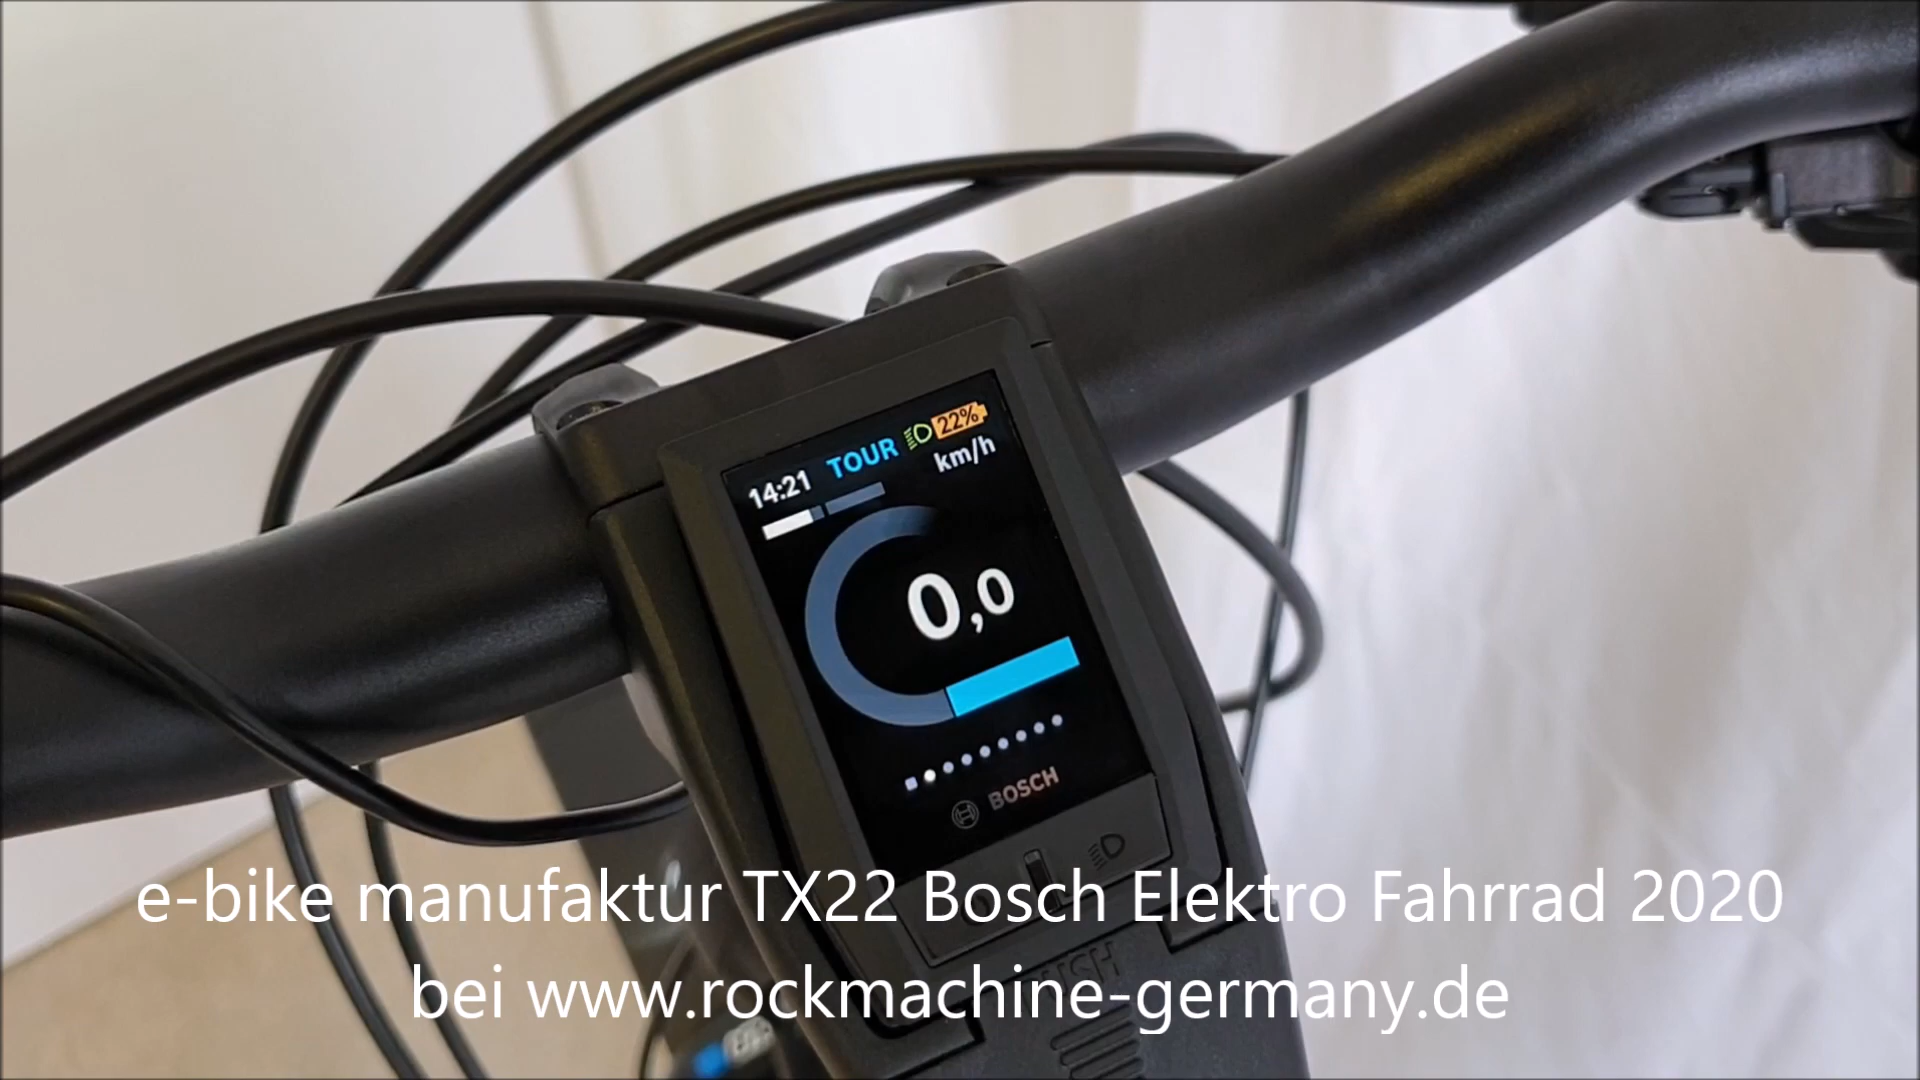 14:21 TOUR 22%
km/h
0,0
BOSCH
e-bike manufaktur TX22 Bosch Elektro Fahrrad 2020
bei www.rockmachine-germany.de